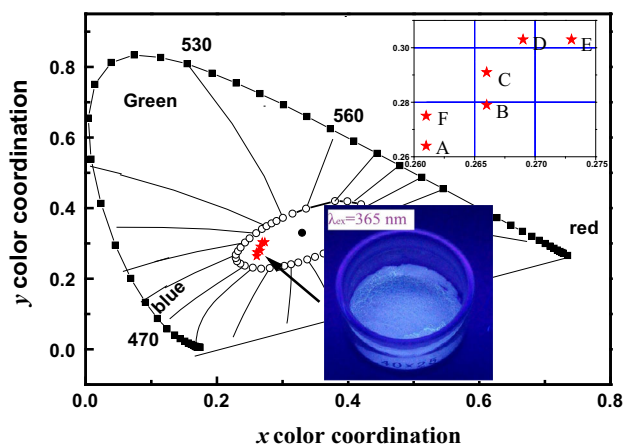 530
Green
560
blue
470
red
0.8
0.6
0.4
0.2
0.0
0.0 0.2 0.4 0.6 0.8
x color coordination
y color coordination
0.30
0.28
0.26
0.260 0.265 0.270 0.275
D E
C
B
F
A
λex=365 nm
40×25